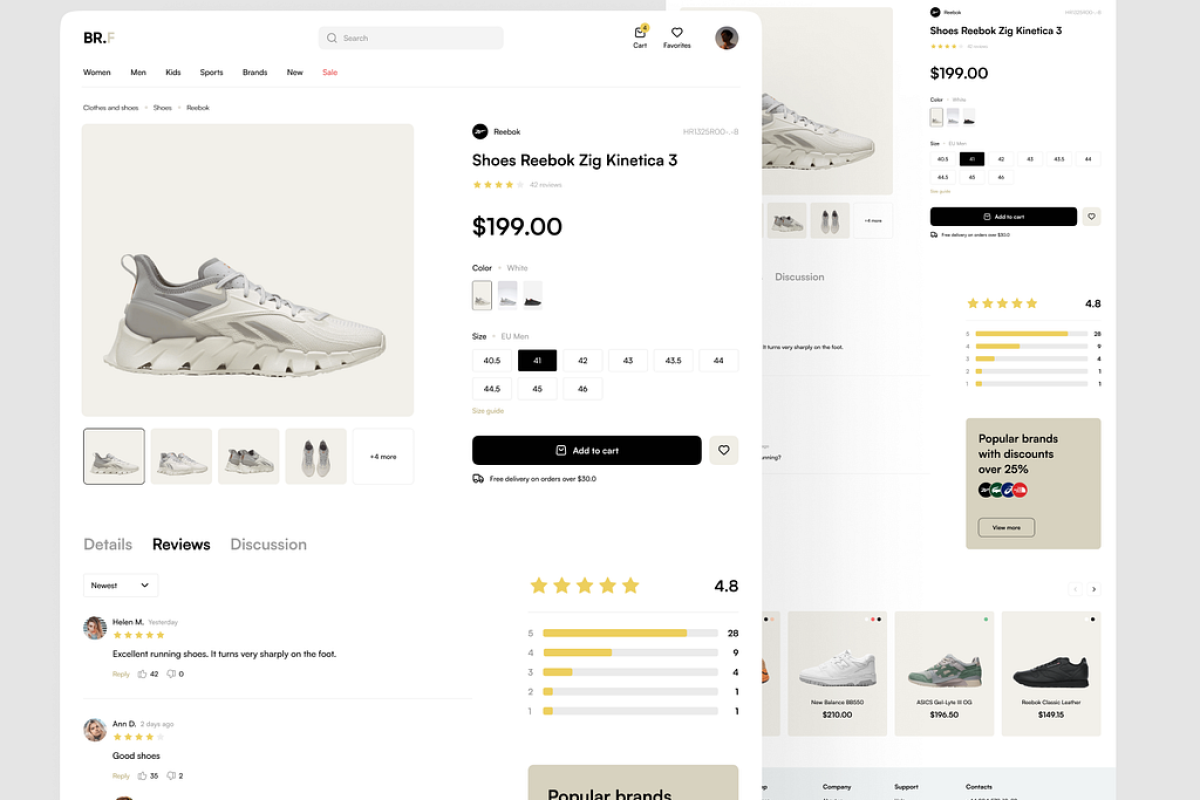 BR.F
Search
4
Cart
Favorites
Women
Men
Kids
Sports
Brands
New
Sale
Clothes and shoes
Shoes
Reebok
Reebok
Shoes Reebok Zig Kinetica 3
42 reviews
$199.00
Color
White
Size
EU Men
40.5
41
42
43
43.5
44
44.5
45
46
Size guide
Add to cart
Free delivery on orders over $30.0
+4 more
Details
Reviews
Discussion
Newest
Helen M.
Yesterday
Excellent running shoes. It turns very sharply on the foot.
Reply
42
0
Ann D.
2 days ago
Good shoes
Reply
35
2
4.8
5
28
4
9
3
4
2
1
1
1
Popular brands
Reebok
Shoes Reebok Zig Kinetica 3
42 reviews
$199.00
Color
White
Size
EU Men
40.5
41
42
43
43.5
44
44.5
45
46
Size guide
Add to cart
Free delivery on orders over $30.0
+4 more
Discussion
It turns very sharply on the foot.
4.8
5
28
4
9
3
4
2
1
1
1
Popular brands
with discounts
over 25%
View more
New Balance BB550
$210.00
ASICS Gel-Lyte III OG
$196.50
Reebok Classic Leather
$149.15
Company
Support
Contacts